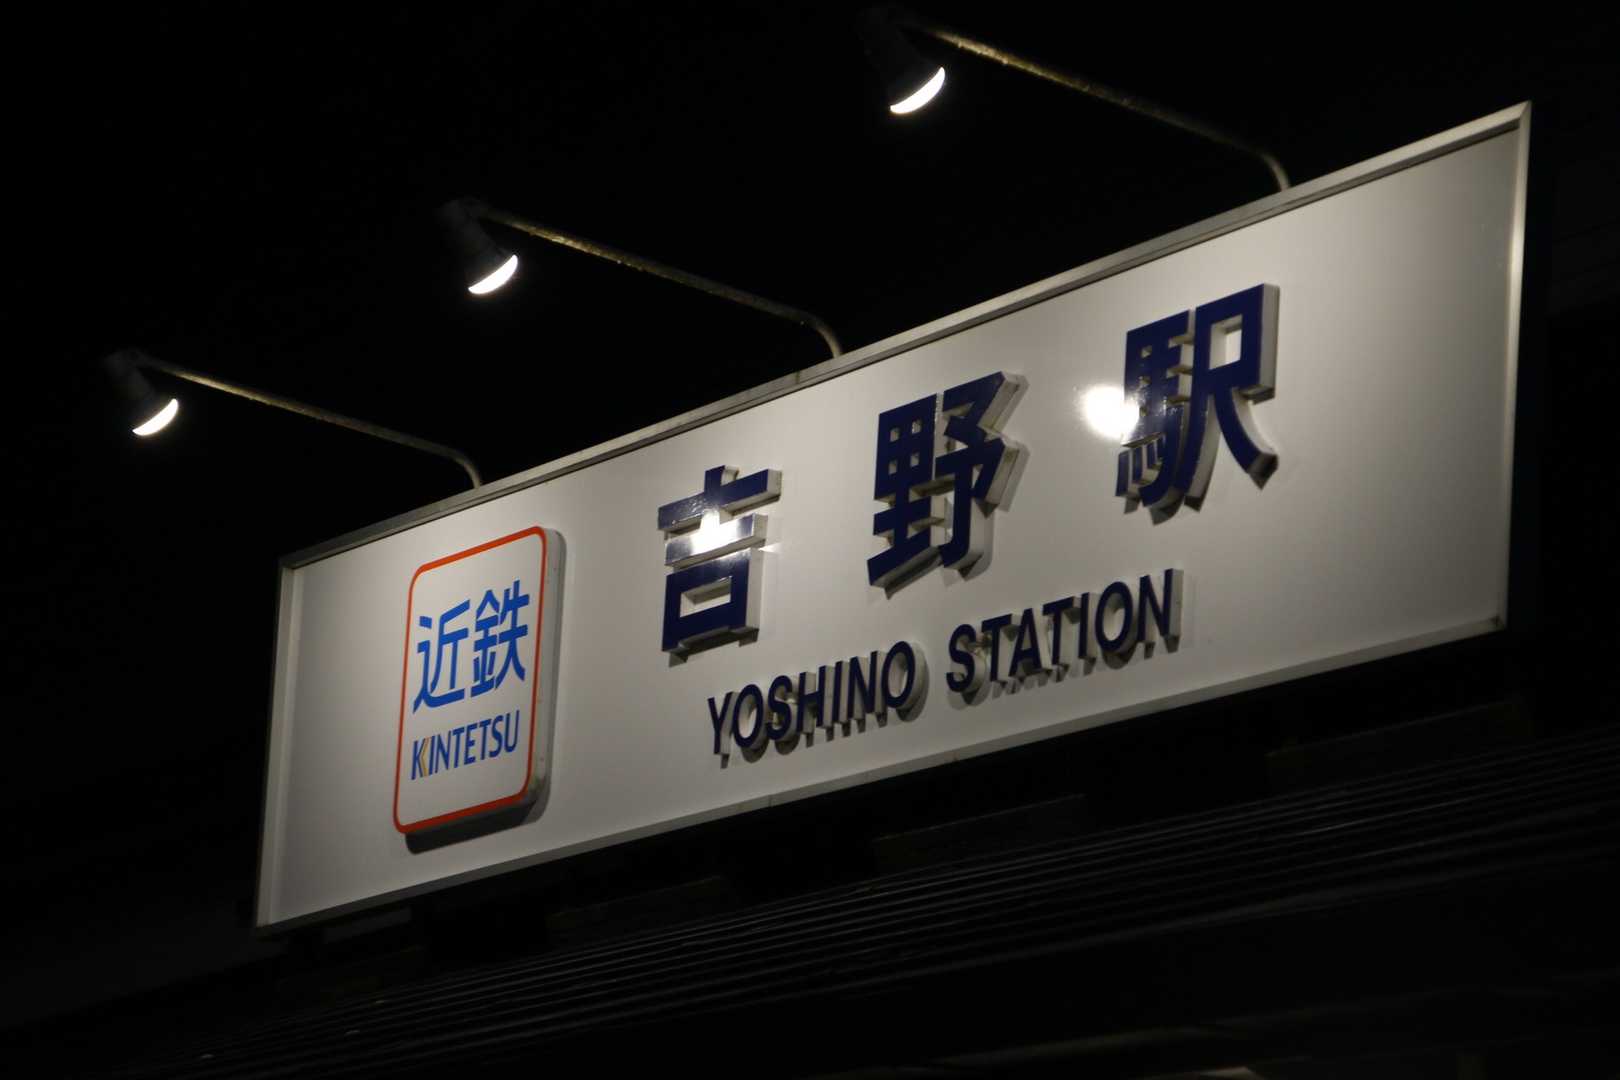 近鉄
KINTETSU
吉野駅
YOSHINO STATION